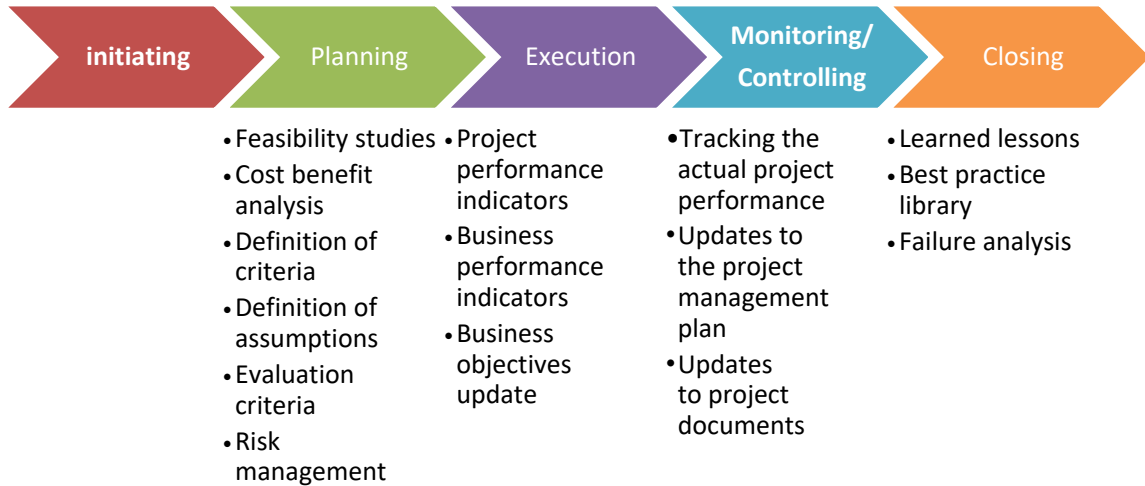 initiating
Planning
Execution
Monitoring/
Controlling
Closing
•Feasibility studies
•Cost benefit
analysis
•Definition of
criteria
•Definition of
assumptions
•Evaluation
criteria
•Risk
management
•Project
performance
indicators
•Business
performance
indicators
•Business
objectives
update
•Tracking the
actual project
performance
•Updates to
the project
management
plan
•Updates
to project
documents
•Learned lessons
•Best practice
library
•Failure analysis